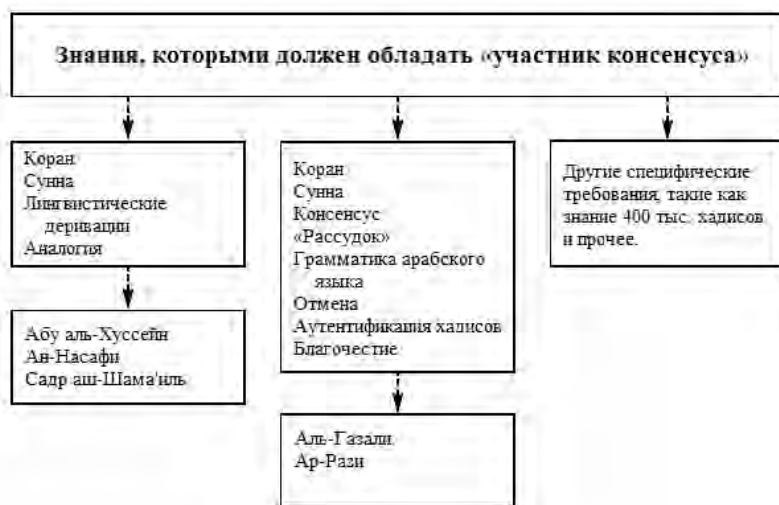 Знания, которыми должен обладать «участник консенсуса»
Коран
Сунна
Лингвистические
деривации
Аналогия
Абу аль-Хуссейн
Ан-Насафи
Садр аш-Шама'иль
Коран
Сунна
Консенсус
«Рассудок»
Грамматика арабского
языка
Отмена
Аутентификация хадисов
Благочестие
Аль-Газали
Ар-Рази
Другие специфические
требования, такие как
знание 400 тыс. хадисов
и прочее.